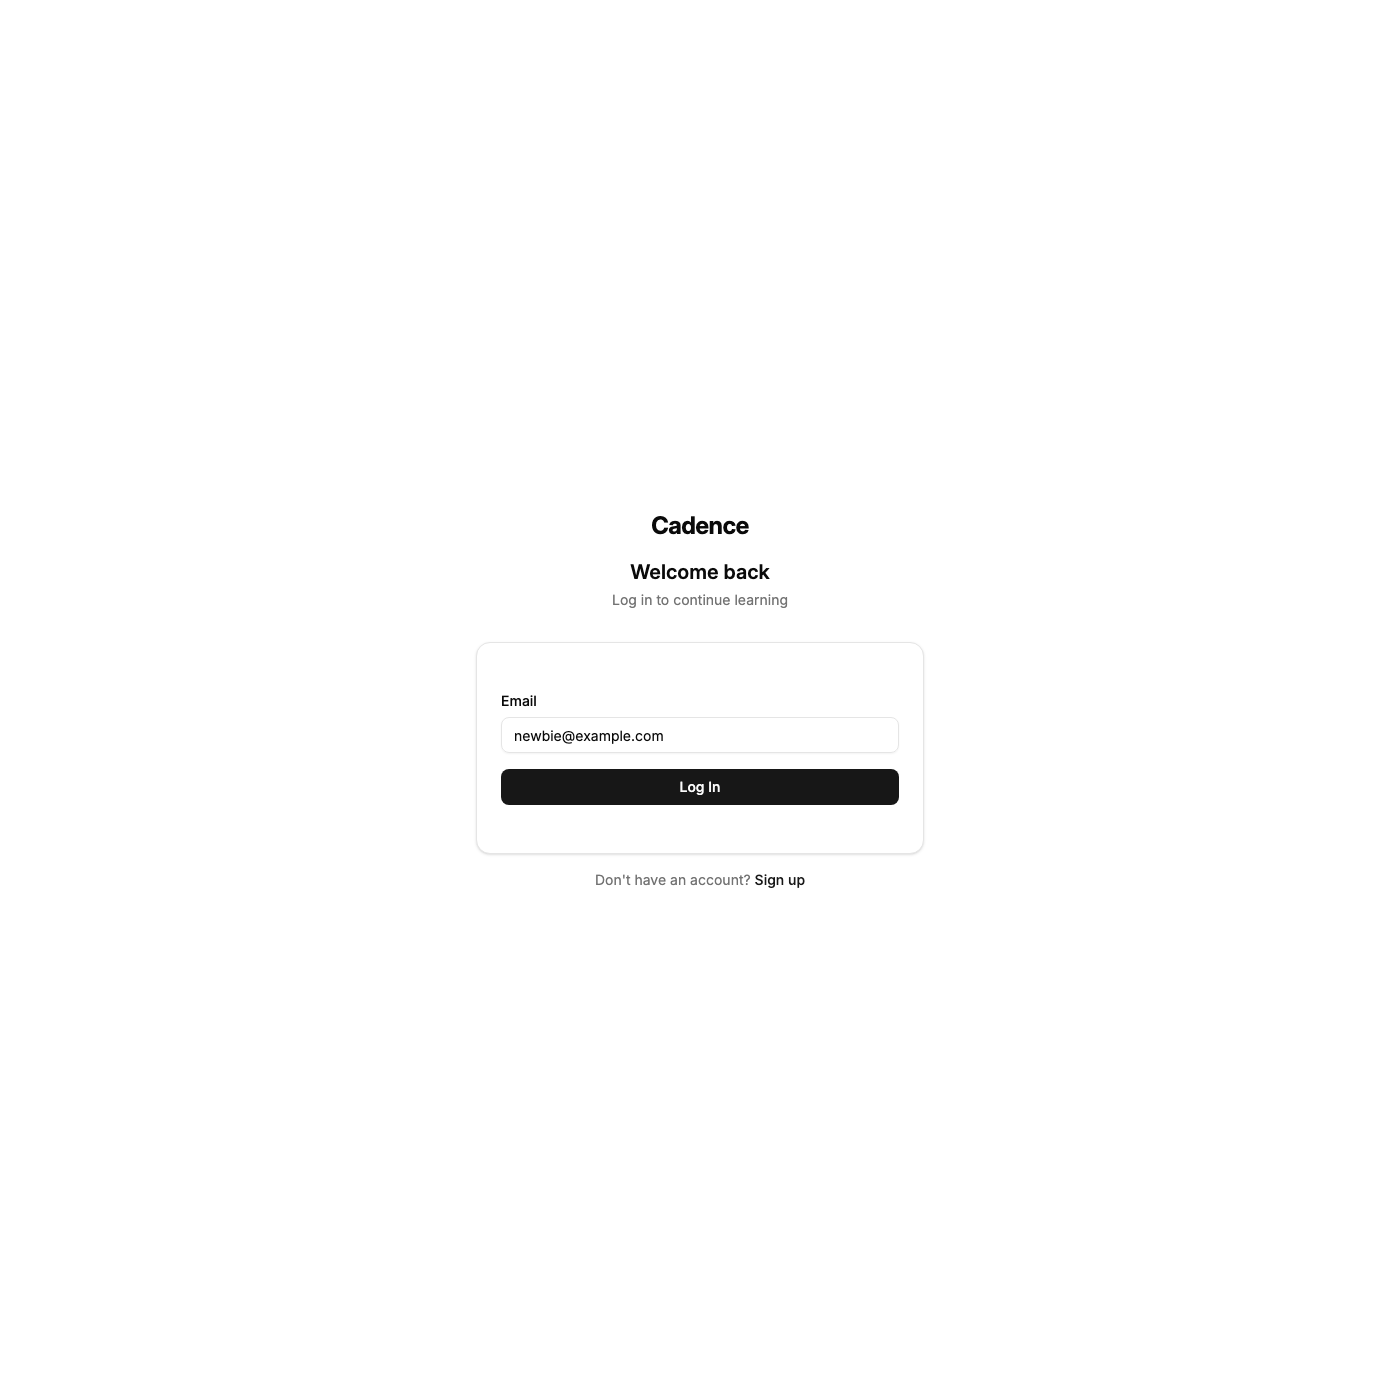 Cadence
Welcome back
Log in to continue learning
Email
newbie@example.com
Log In
Don't have an account? Sign up